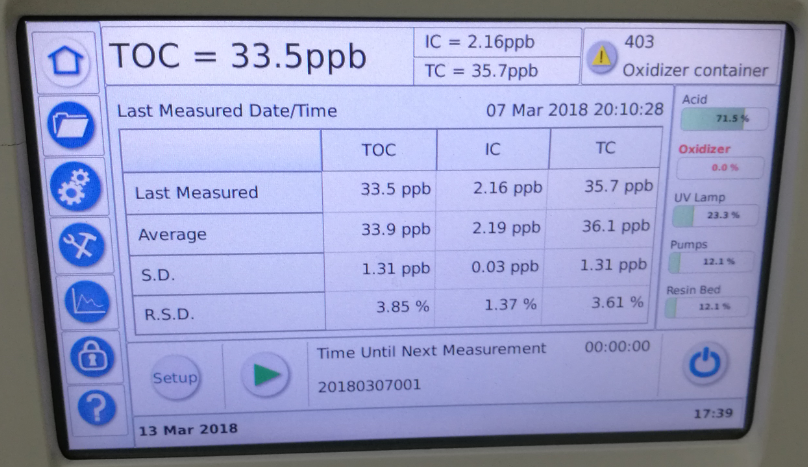 TOC = 33.5ppb
IC = 2.16ppb
TC = 35.7ppb
403
Oxidizer container
Last Measured Date/Time 07 Mar 2018 20:10:28
TOC IC TC
Last Measured 33.5 ppb 2.16 ppb 35.7 ppb
Average 33.9 ppb 2.19 ppb 36.1 ppb
S.D. 1.31 ppb 0.03 ppb 1.31 ppb
R.S.D. 3.85 % 1.37 % 3.61 %
Acid
71.5 %
Oxidizer
0.0 %
UV Lamp
23.3 %
Pumps
12.1 %
Resin Bed
12.1 %
Setup
Time Until Next Measurement 00:00:00
20180307001
?
13 Mar 2018 17:39